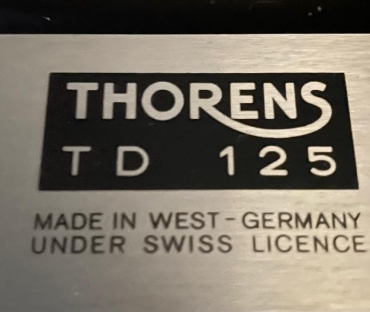 THORENS
TD 125
MADE IN WEST-GERMANY
UNDER SWISS LICENCE